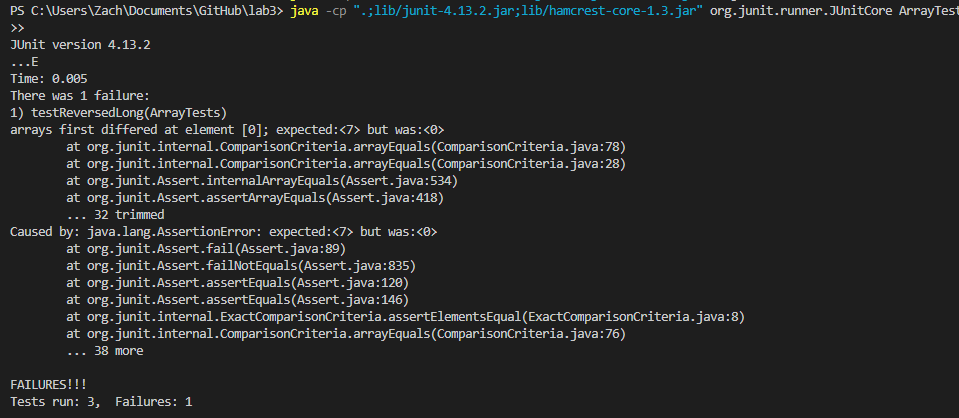 PS C:\Users\Zach\Documents\GitHub\lab3> java -cp ".;lib/junit-4.13.2.jar;lib/hamcrest-core-1.3.jar" org.junit.runner.JUnitCore ArrayTest
>>
JUnit version 4.13.2
...E
Time: 0.005
There was 1 failure:
1) testReversedLong(ArrayTests)
arrays first differed at element [0]; expected:<7> but was:<0>
        at org.junit.internal.ComparisonCriteria.arrayEquals(ComparisonCriteria.java:78)
        at org.junit.internal.ComparisonCriteria.arrayEquals(ComparisonCriteria.java:28)
        at org.junit.Assert.internalArrayEquals(Assert.java:534)
        at org.junit.Assert.assertArrayEquals(Assert.java:418)
        ... 32 trimmed
Caused by: java.lang.AssertionError: expected:<7> but was:<0>
        at org.junit.Assert.fail(Assert.java:89)
        at org.junit.Assert.failNotEquals(Assert.java:835)
        at org.junit.Assert.assertEquals(Assert.java:120)
        at org.junit.Assert.assertEquals(Assert.java:146)
        at org.junit.internal.ExactComparisonCriteria.assertElementsEqual(ExactComparisonCriteria.java:8)
        at org.junit.internal.ComparisonCriteria.arrayEquals(ComparisonCriteria.java:76)
        ... 38 more

FAILURES!!!
Tests run: 3,  Failures: 1